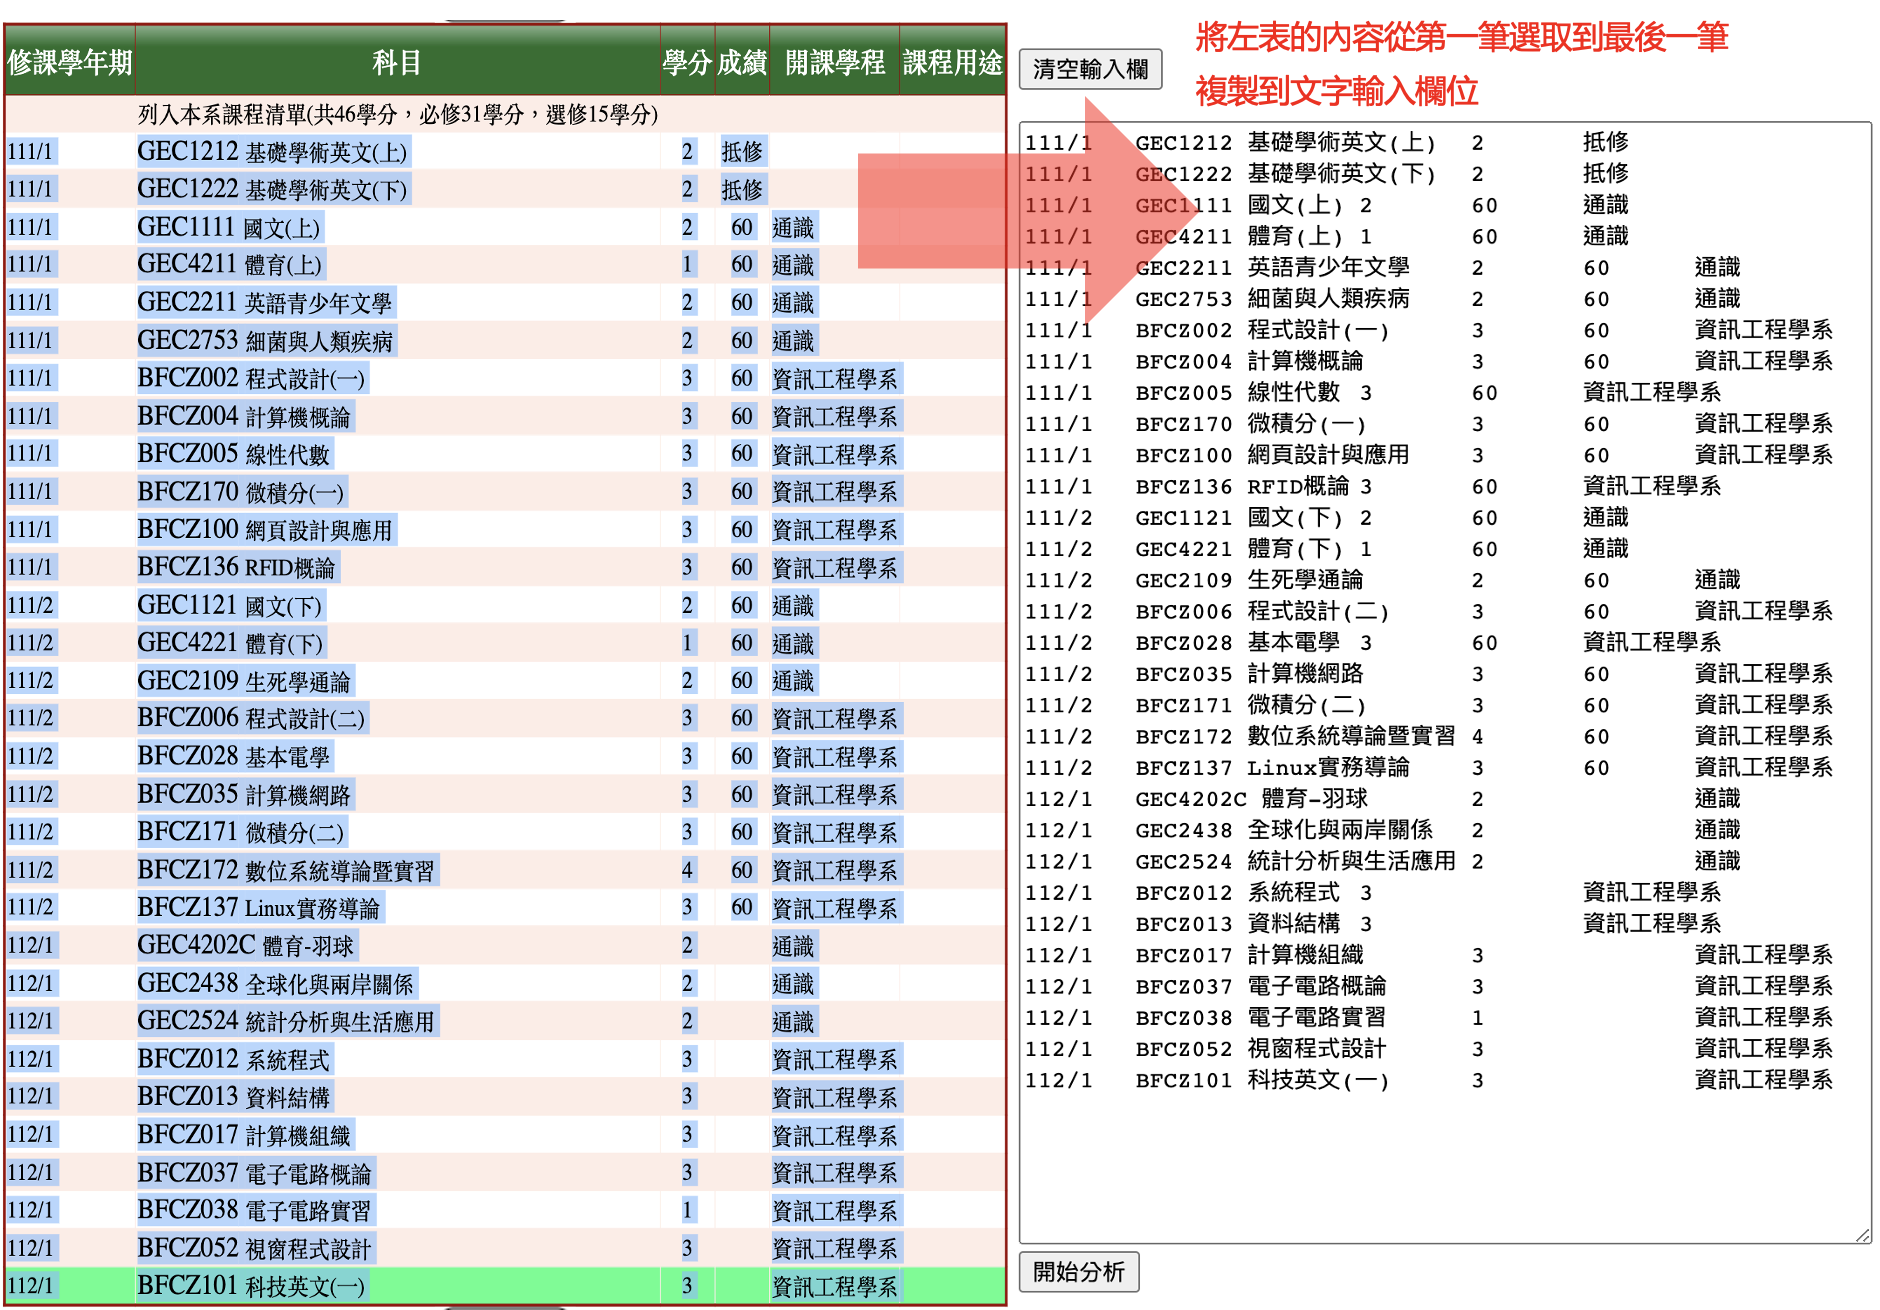 修課學年期 科目 學分 成績 開課學程 課程用途
列入本系課程清單(共46學分，必修31學分，選修15學分)
111/1 GEC1212 基礎學術英文(上) 2 抵修
111/1 GEC1222 基礎學術英文(下) 2 抵修
111/1 GEC1111 國文(上) 2 60 通識
111/1 GEC4211 體育(上) 1 60 通識
111/1 GEC2211 英語青少年文學 2 60 通識
111/1 GEC2753 細菌與人類疾病 2 60 通識
111/1 BFCZ002 程式設計(一) 3 60 資訊工程學系
111/1 BFCZ004 計算機概論 3 60 資訊工程學系
111/1 BFCZ005 線性代數 3 60 資訊工程學系
111/1 BFCZ170 微積分(一) 3 60 資訊工程學系
111/1 BFCZ100 網頁設計與應用 3 60 資訊工程學系
111/1 BFCZ136 RFID概論 3 60 資訊工程學系
111/2 GEC1121 國文(下) 2 60 通識
111/2 GEC4221 體育(下) 1 60 通識
111/2 GEC2109 生死學通論 2 60 通識
111/2 BFCZ006 程式設計(二) 3 60 資訊工程學系
111/2 BFCZ028 基本電學 3 60 資訊工程學系
111/2 BFCZ035 計算機網路 3 60 資訊工程學系
111/2 BFCZ171 微積分(二) 3 60 資訊工程學系
111/2 BFCZ172 數位系統導論暨實習 4 60 資訊工程學系
111/2 BFCZ137 Linux實務導論 3 60 資訊工程學系
112/1 GEC4202C 體育-羽球 2 通識
112/1 GEC2438 全球化與兩岸關係 2 通識
112/1 GEC2524 統計分析與生活應用 2 通識
112/1 BFCZ012 系統程式 3 資訊工程學系
112/1 BFCZ013 資料結構 3 資訊工程學系
112/1 BFCZ017 計算機組織 3 資訊工程學系
112/1 BFCZ037 電子電路概論 3 資訊工程學系
112/1 BFCZ038 電子電路實習 1 資訊工程學系
112/1 BFCZ052 視窗程式設計 3 資訊工程學系
112/1 BFCZ101 科技英文(一) 3 資訊工程學系
清空輸入欄
將左表的內容從第一筆選取到最後一筆
複製到文字輸入欄位
111/1 GEC1212 基礎學術英文(上) 2 抵修
111/1 GEC1222 基礎學術英文(下) 2 抵修
111/1 GEC1111 國文(上) 2 60 通識
111/1 GEC4211 體育(上) 1 60 通識
111/1 GEC2211 英語青少年文學 2 60 通識
111/1 GEC2753 細菌與人類疾病 2 60 通識
111/1 BFCZ002 程式設計(一) 3 60 資訊工程學系
111/1 BFCZ004 計算機概論 3 60 資訊工程學系
111/1 BFCZ005 線性代數 3 60 資訊工程學系
111/1 BFCZ170 微積分(一) 3 60 資訊工程學系
111/1 BFCZ100 網頁設計與應用 3 60 資訊工程學系
111/1 BFCZ136 RFID概論 3 60 資訊工程學系
111/2 GEC1121 國文(下) 2 60 通識
111/2 GEC4221 體育(下) 1 60 通識
111/2 GEC2109 生死學通論 2 60 通識
111/2 BFCZ006 程式設計(二) 3 60 資訊工程學系
111/2 BFCZ028 基本電學 3 60 資訊工程學系
111/2 BFCZ035 計算機網路 3 60 資訊工程學系
111/2 BFCZ171 微積分(二) 3 60 資訊工程學系
111/2 BFCZ172 數位系統導論暨實習 4 60 資訊工程學系
111/2 BFCZ137 Linux實務導論 3 60 資訊工程學系
112/1 GEC4202C 體育-羽球 2 通識
112/1 GEC2438 全球化與兩岸關係 2 通識
112/1 GEC2524 統計分析與生活應用 2 通識
112/1 BFCZ012 系統程式 3 資訊工程學系
112/1 BFCZ013 資料結構 3 資訊工程學系
112/1 BFCZ017 計算機組織 3 資訊工程學系
112/1 BFCZ037 電子電路概論 3 資訊工程學系
112/1 BFCZ038 電子電路實習 1 資訊工程學系
112/1 BFCZ052 視窗程式設計 3 資訊工程學系
112/1 BFCZ101 科技英文(一) 3 資訊工程學系
開始分析